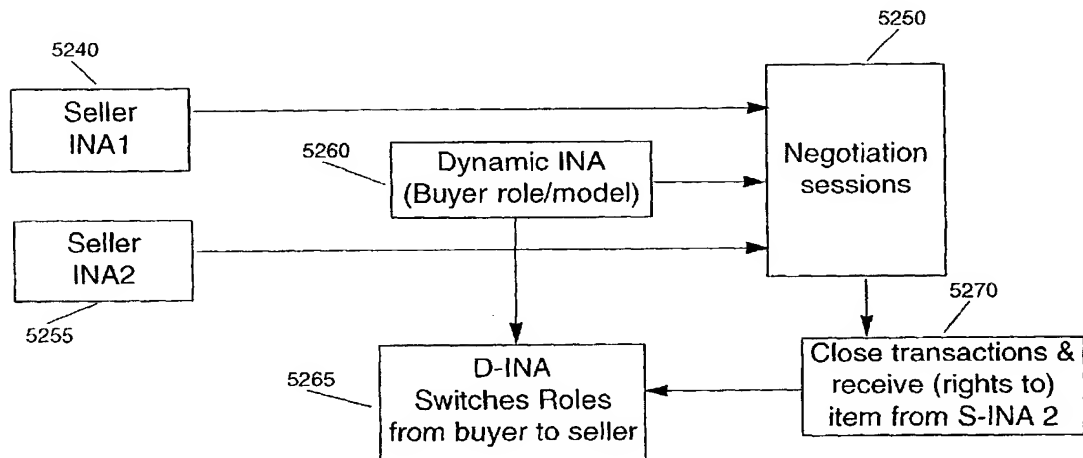 5240
Seller
INA1
5260
Dynamic INA
(Buyer role/model)
5250
Negotiation
sessions
Seller
INA2
5255
5265
D-INA
Switches Roles
from buyer to seller
5270
Close transactions &
receive (rights to)
item from S-INA 2